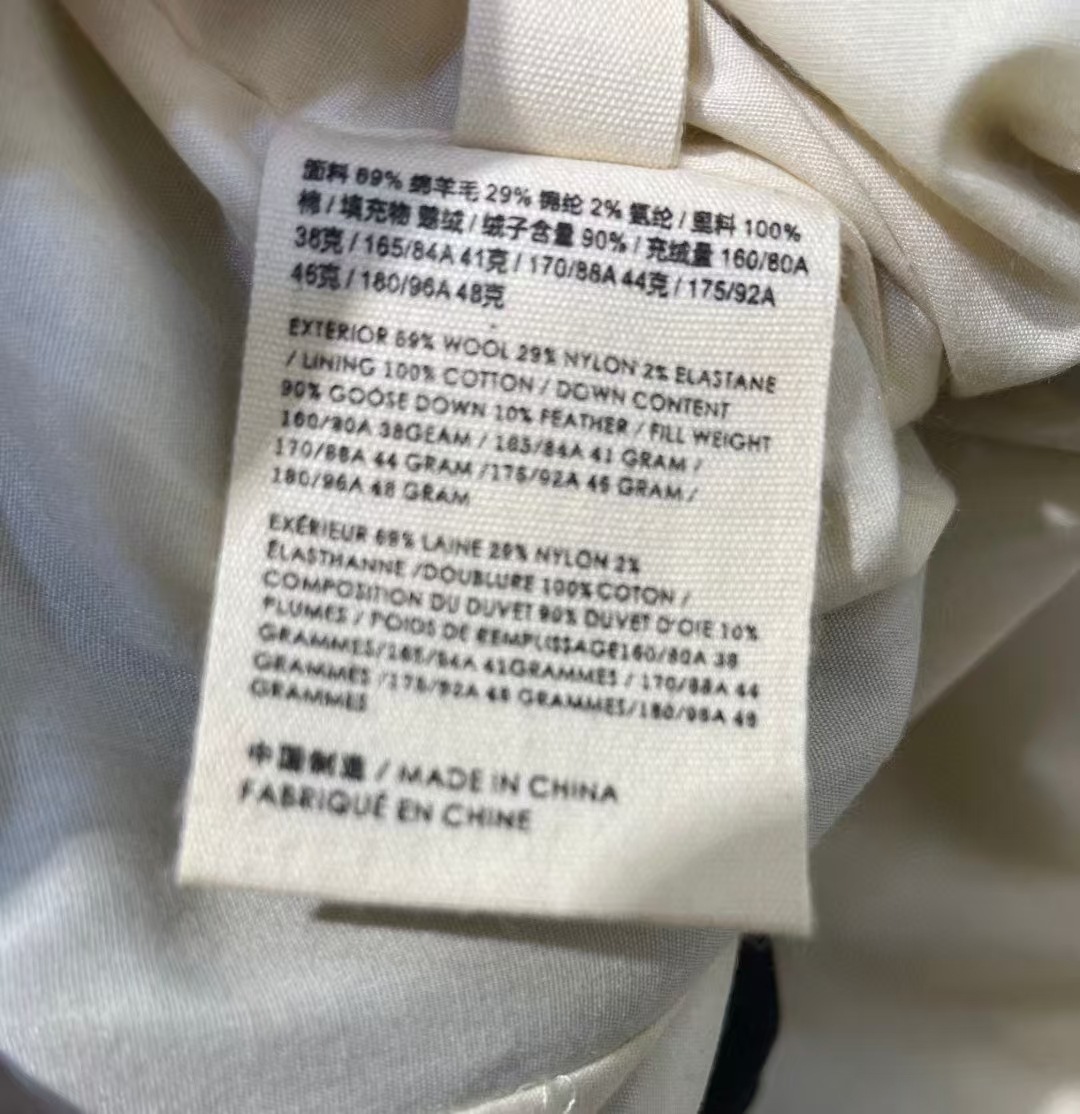 面料 69% 绵羊毛 29% 锦纶 2% 氨纶 / 里料 100%
棉 / 填充物 鹅绒 / 绒子含量 90% / 充绒量 160/80A
38克 / 165/84A 41克 / 170/88A 44克 / 175/92A
46克 / 180/96A 48克
EXTERIOR 69% WOOL 29% NYLON 2% ELASTANE
/ LINING 100% COTTON / DOWN CONTENT
90% GOOSE DOWN 10% FEATHER / FILL WEIGHT
160/80A 38GEAM / 165/84A 41 GRAM /
170/88A 44 GRAM /175/92A 46 GRAM /
180/96A 48 GRAM
EXÉRIEUR 69% LAINE 29% NYLON 2%
ÉLASTHANNE /DOUBLURE 100% COTON /
COMPOSITION DU DUVET 90% DUVET D'OIE 10%
PLUMES / POIDS DE REMPLISSAGE160/80A 38
GRAMMES/165/84A 41GRAMMES / 170/88A 44
GRAMMES /175/92A 46 GRAMMES/180/96A 48
GRAMMES
中国制造 / MADE IN CHINA
FABRIQUÉ EN CHINE